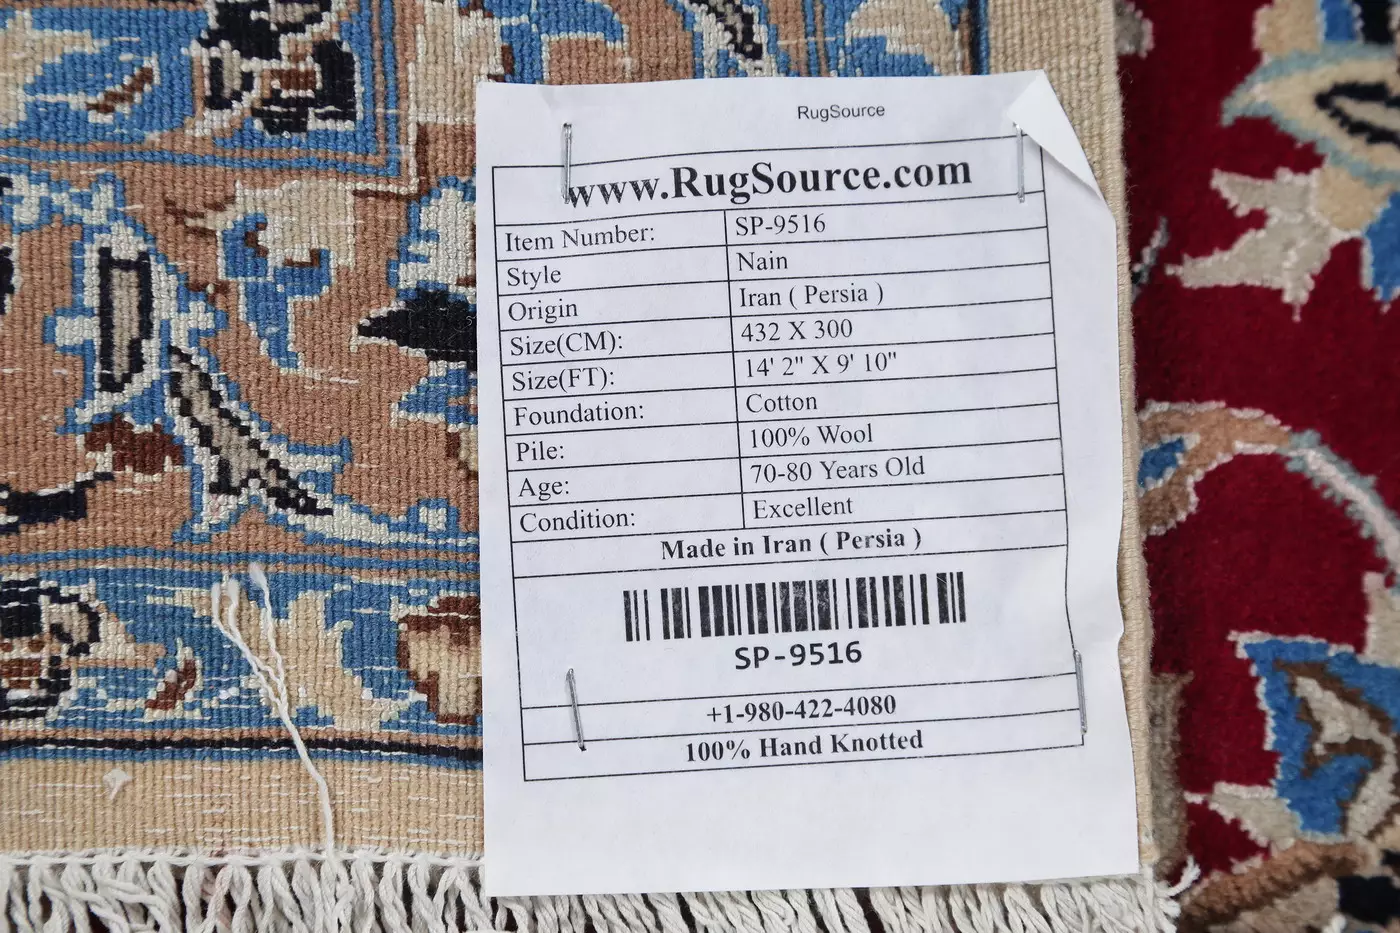 RugSource
www.RugSource.com
Item Number: SP-9516
Style Nain
Origin Iran ( Persia )
Size(CM): 432 X 300
Size(FT): 14' 2" X 9' 10"
Foundation: Cotton
Pile: 100% Wool
Age: 70-80 Years Old
Condition: Excellent
Made in Iran ( Persia )
SP-9516
+1-980-422-4080
100% Hand Knotted